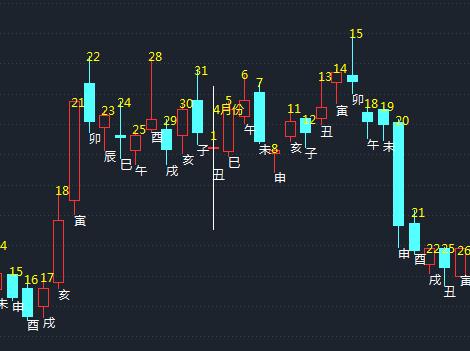 4
未
15
申
16
酉
17
戌
18
亥
21
寅
22
卯
23
辰
24
巳
25
午
28
酉
29
戌
30
亥
31
子
4月份
1
丑
5
巳
6
午
7
未
8
申
11
亥
12
子
13
丑
14
寅
15
卯
18
午
19
未
20
申
21
酉
22
戌
25
丑
26
寅